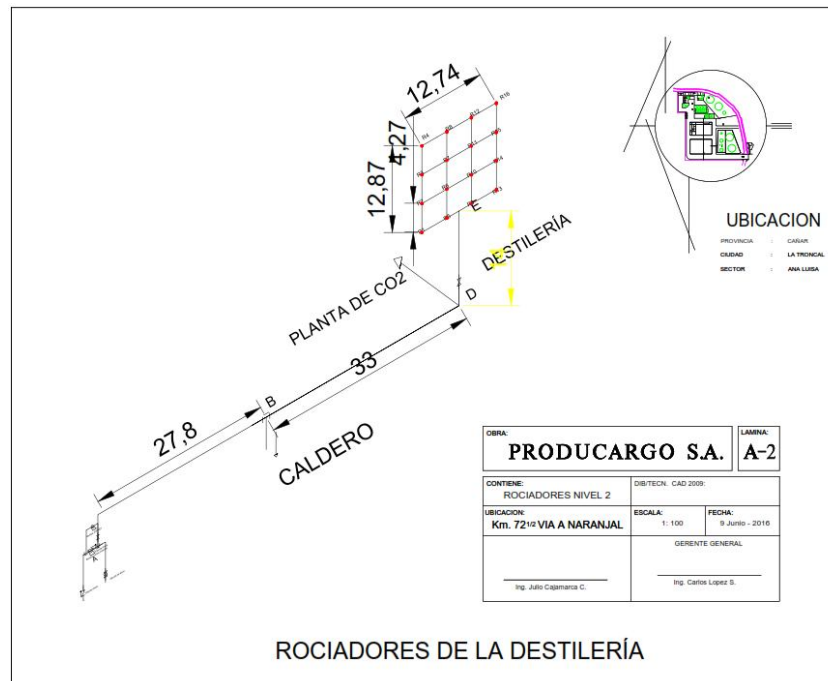 12,74
R16
R12
R8
R4
4,27
12,87
E
DESTILERÍA
D
PLANTA DE CO2
33
B
27,8
CALDERO
A
UBICACION
PROVINCIA : CAÑAR
CIUDAD : LA TRONCAL
SECTOR : ANA LUISA
OBRA:
PRODUCARGO S.A.
LAMINA:
A-2
CONTIENE:
ROCIADORES NIVEL 2
DIB/TECN. CAD 2009:
UBICACION:
Km. 72 1/2 VIA A NARANJAL
ESCALA:
1: 100
FECHA:
9 Junio - 2016
GERENTE GENERAL
Ing. Julio Cajamarca C.
Ing. Carlos Lopez S.
ROCIADORES DE LA DESTILERÍA